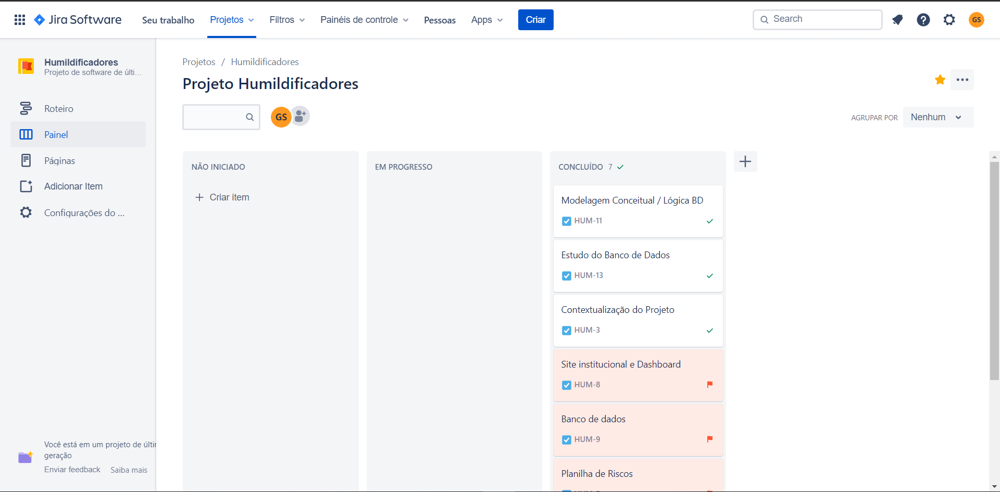 Jira Software
Seu trabalho
Projetos
Filtros
Painéis de controle
Pessoas
Apps
Criar
Search
GS
Humildificadores
Projeto de software de últi...
Roteiro
Painel
Páginas
Adicionar Item
Configurações do ...
Você está em um projeto de últi
geração
Enviar feedback
Saiba mais
Projetos / Humildificadores
Projeto Humildificadores
GS
AGRUPAR POR
Nenhum
NÃO INICIADO
Criar item
EM PROGRESSO
CONCLUÍDO 7
Modelagem Conceitual / Lógica BD
HUM-11
Estudo do Banco de Dados
HUM-13
Contextualização do Projeto
HUM-3
Site institucional e Dashboard
HUM-8
Banco de dados
HUM-9
Planilha de Riscos